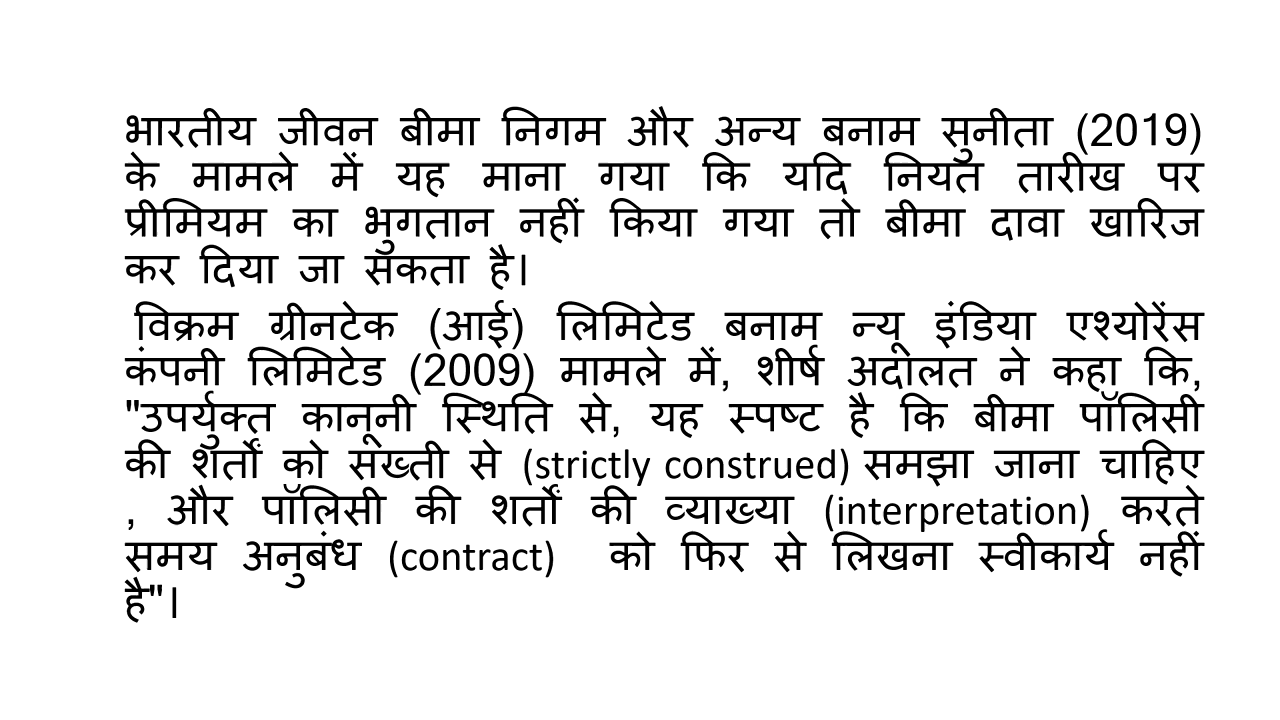 भारतीय जीवन बीमा निगम और अन्य बनाम सुनीता (2019)
के मामले में यह माना गया कि यदि नियत तारीख पर
प्रीमियम का भुगतान नहीं किया गया तो बीमा दावा खारिज
कर दिया जा सकता है।
विक्रम ग्रीनटेक (आई) लिमिटेड बनाम न्यू इंडिया एश्योरेंस
कंपनी लिमिटेड (2009) मामले में, शीर्ष अदालत ने कहा कि,
"उपर्युक्त कानूनी स्थिति से, यह स्पष्ट है कि बीमा पॉलिसी
की शर्तों को सख्ती से (strictly construed) समझा जाना चाहिए
, और पॉलिसी की शर्तों की व्याख्या (interpretation) करते
समय अनुबंध (contract) को फिर से लिखना स्वीकार्य नहीं
है"।